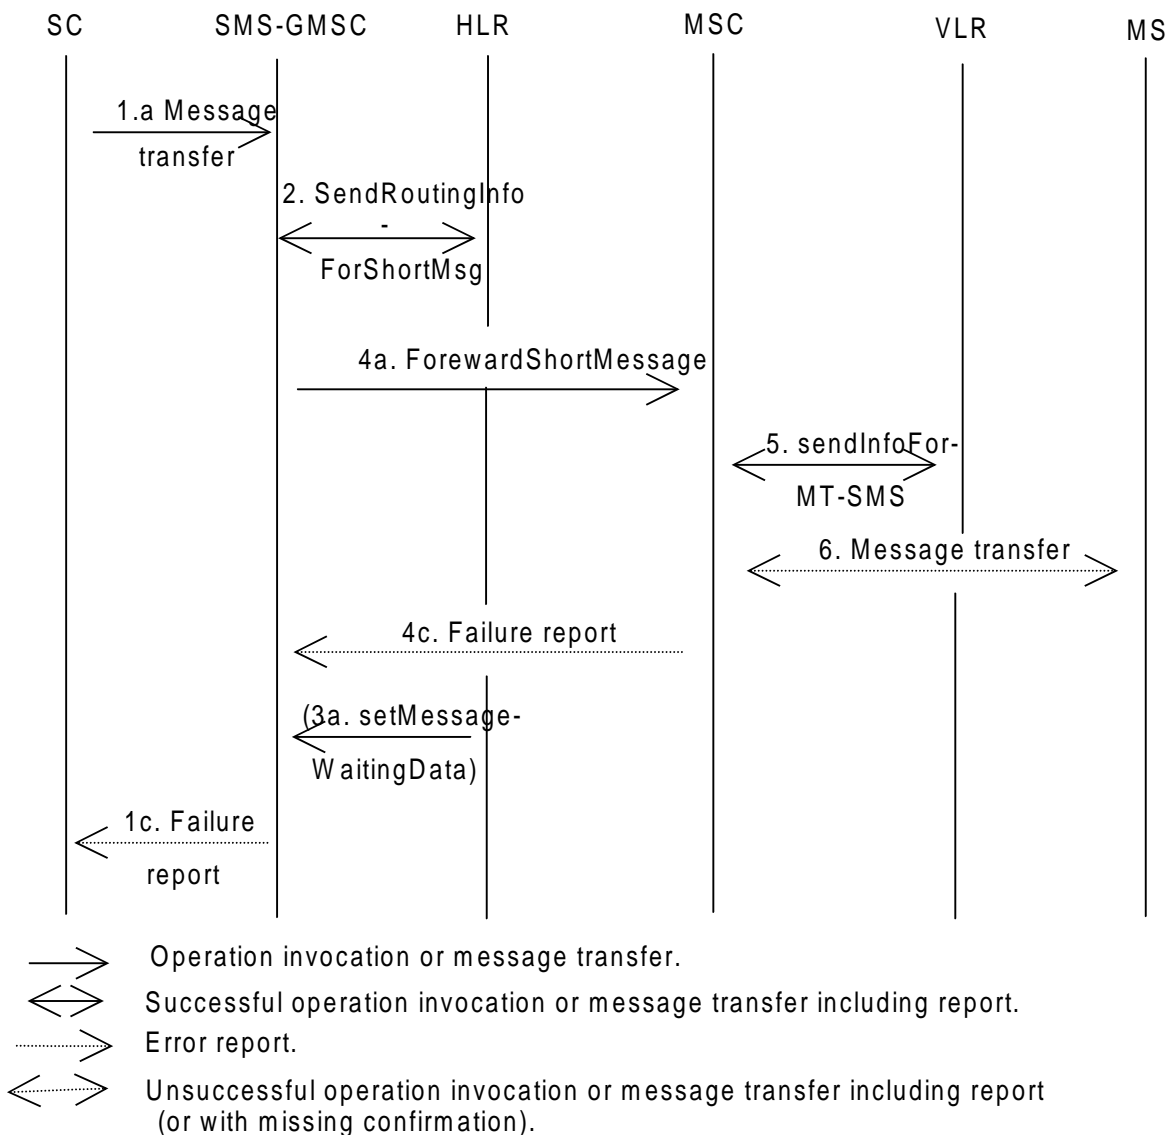 SC SMS-GMSC HLR MSC VLR MS
1.a Message
transfer
2. SendRoutingInfo
-
ForShortMsg
4a. ForewardShortMessage
5. sendInfoFor-
MT-SMS
6. Message transfer
4c. Failure report
(3a. setMessage-
WaitingData)
1c. Failure
report
Operation invocation or message transfer.
Successful operation invocation or message transfer including report.
Error report.
Unsuccessful operation invocation or message transfer including report
(or with missing confirmation).